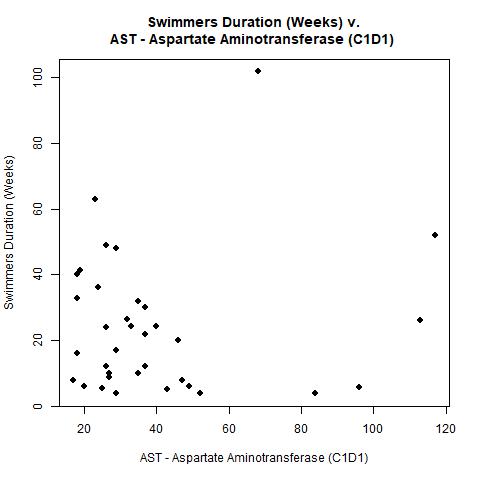 Swimmers Duration (Weeks) v.
AST - Aspartate Aminotransferase (C1D1)
Swimmers Duration (Weeks)
100
80
60
40
20
0
20 40 60 80 100 120
AST - Aspartate Aminotransferase (C1D1)